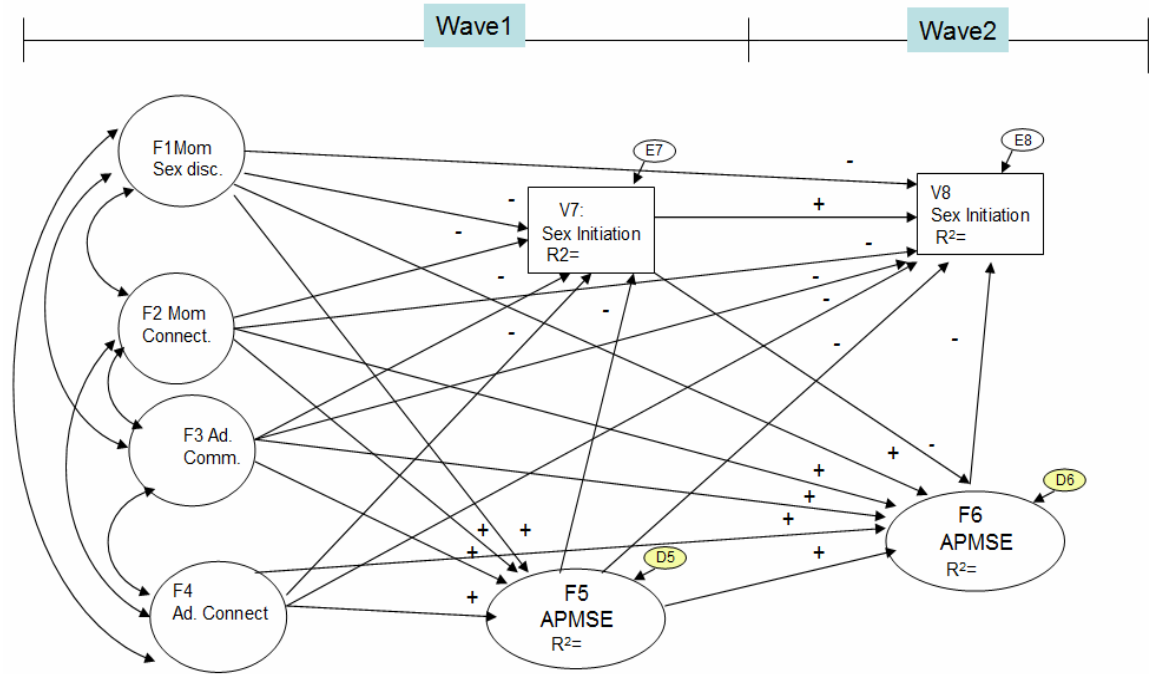 Wave1
Wave2
F1Mom
Sex disc.
E7
E8
-
-
-
V7:
Sex Initiation
R2=
+
V8
Sex Initiation
R²=
-
-
-
-
-
-
-
-
-
F2 Mom
Connect.
F3 Ad.
Comm.
+
-
+
+
+
+
+
+
+
+
D6
F6
APMSE
R²=
D5
F4
Ad. Connect
F5
APMSE
R²=